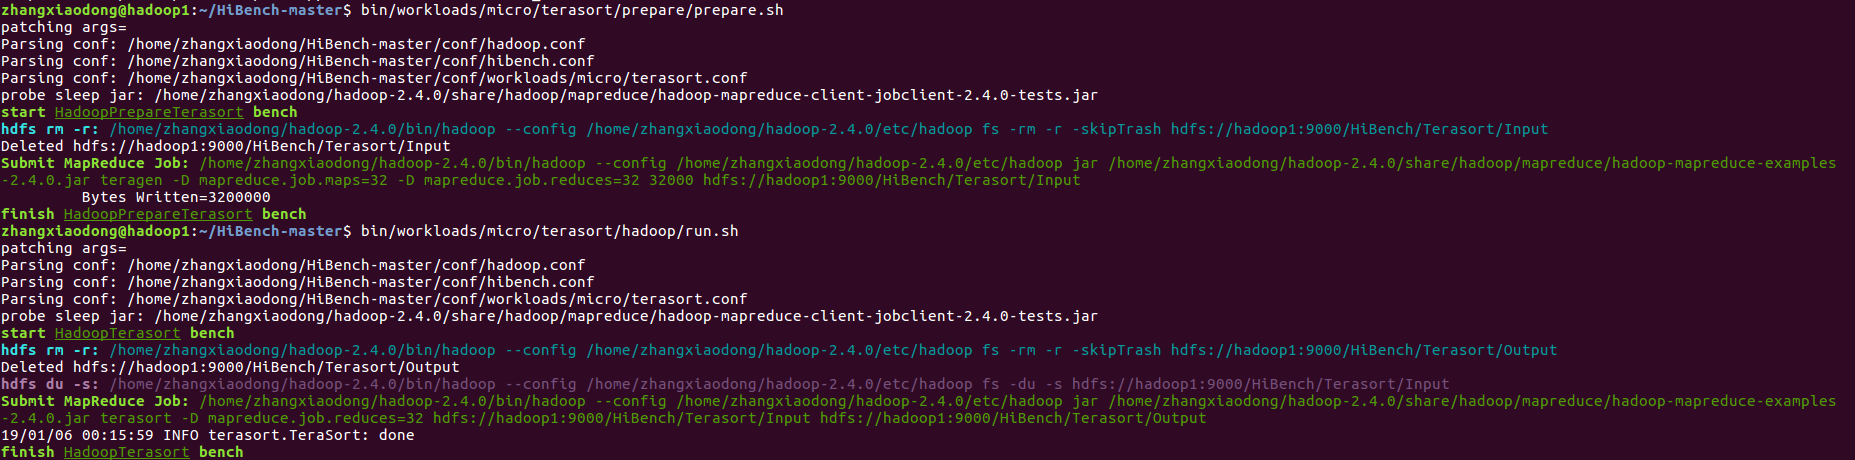 zhangxiaodong@hadoop1:~/HiBench-master$ bin/workloads/micro/terasort/prepare/prepare.sh
patching args=
Parsing conf: /home/zhangxiaodong/HiBench-master/conf/hadoop.conf
Parsing conf: /home/zhangxiaodong/HiBench-master/conf/hibench.conf
Parsing conf: /home/zhangxiaodong/HiBench-master/conf/workloads/micro/terasort.conf
probe sleep jar: /home/zhangxiaodong/hadoop-2.4.0/share/hadoop/mapreduce/hadoop-mapreduce-client-jobclient-2.4.0-tests.jar
start HadoopPrepareTerasort bench
hdfs rm -r: /home/zhangxiaodong/hadoop-2.4.0/bin/hadoop --config /home/zhangxiaodong/hadoop-2.4.0/etc/hadoop fs -rm -r -skipTrash hdfs://hadoop1:9000/HiBench/Terasort/Input
Deleted hdfs://hadoop1:9000/HiBench/Terasort/Input
Submit MapReduce Job: /home/zhangxiaodong/hadoop-2.4.0/bin/hadoop --config /home/zhangxiaodong/hadoop-2.4.0/etc/hadoop jar /home/zhangxiaodong/hadoop-2.4.0/share/hadoop/mapreduce/hadoop-mapreduce-examples
-2.4.0.jar teragen -D mapreduce.job.maps=32 -D mapreduce.job.reduces=32 32000 hdfs://hadoop1:9000/HiBench/Terasort/Input
Bytes Written=3200000
finish HadoopPrepareTerasort bench
zhangxiaodong@hadoop1:~/HiBench-master$ bin/workloads/micro/terasort/hadoop/run.sh
patching args=
Parsing conf: /home/zhangxiaodong/HiBench-master/conf/hadoop.conf
Parsing conf: /home/zhangxiaodong/HiBench-master/conf/hibench.conf
Parsing conf: /home/zhangxiaodong/HiBench-master/conf/workloads/micro/terasort.conf
probe sleep jar: /home/zhangxiaodong/hadoop-2.4.0/share/hadoop/mapreduce/hadoop-mapreduce-client-jobclient-2.4.0-tests.jar
start HadoopTerasort bench
hdfs rm -r: /home/zhangxiaodong/hadoop-2.4.0/bin/hadoop --config /home/zhangxiaodong/hadoop-2.4.0/etc/hadoop fs -rm -r -skipTrash hdfs://hadoop1:9000/HiBench/Terasort/Output
Deleted hdfs://hadoop1:9000/HiBench/Terasort/Output
hdfs du -s: /home/zhangxiaodong/hadoop-2.4.0/bin/hadoop --config /home/zhangxiaodong/hadoop-2.4.0/etc/hadoop fs -du -s hdfs://hadoop1:9000/HiBench/Terasort/Input
Submit MapReduce Job: /home/zhangxiaodong/hadoop-2.4.0/bin/hadoop --config /home/zhangxiaodong/hadoop-2.4.0/etc/hadoop jar /home/zhangxiaodong/hadoop-2.4.0/share/hadoop/mapreduce/hadoop-mapreduce-examples
-2.4.0.jar terasort -D mapreduce.job.reduces=32 hdfs://hadoop1:9000/HiBench/Terasort/Input hdfs://hadoop1:9000/HiBench/Terasort/Output
19/01/06 00:15:59 INFO terasort.TeraSort: done
finish HadoopTerasort bench